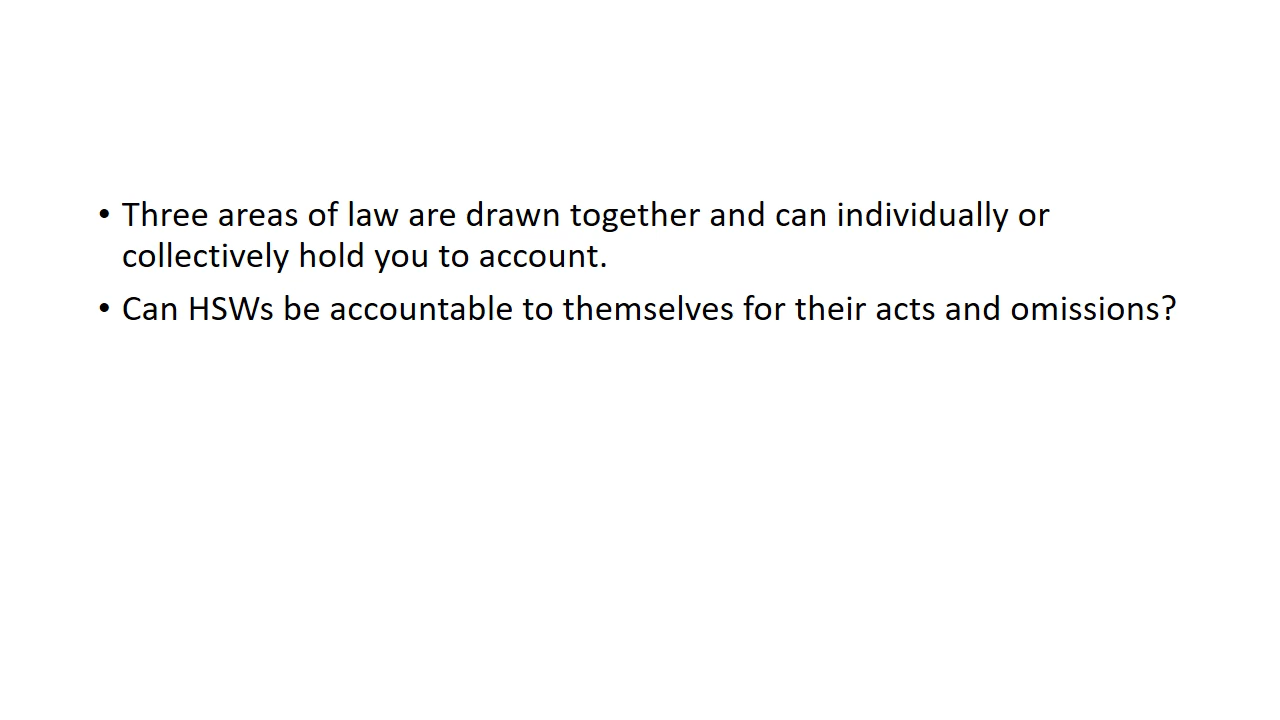 • Three areas of law are drawn together and can individually or
collectively hold you to account.
• Can HSWs be accountable to themselves for their acts and omissions?